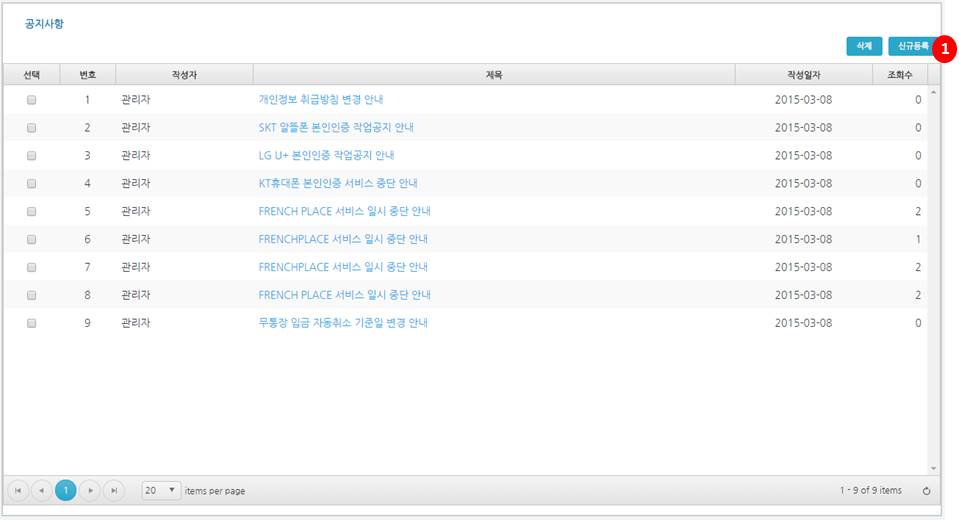 공지사항
삭제 신규등록 1
선택 번호 작성자 제목 작성일자 조회수
1 관리자 개인정보 취급방침 변경 안내 2015-03-08 0
2 관리자 SKT 알뜰폰 본인인증 작업공지 안내 2015-03-08 0
3 관리자 LG U+ 본인인증 작업공지 안내 2015-03-08 0
4 관리자 KT휴대폰 본인인증 서비스 중단 안내 2015-03-08 0
5 관리자 FRENCH PLACE 서비스 일시 중단 안내 2015-03-08 2
6 관리자 FRENCHPLACE 서비스 일시 중단 안내 2015-03-08 1
7 관리자 FRENCHPLACE 서비스 일시 중단 안내 2015-03-08 2
8 관리자 FRENCH PLACE 서비스 일시 중단 안내 2015-03-08 2
9 관리자 무통장 입금 자동취소 기준일 변경 안내 2015-03-08 0
1 20 items per page 1 - 9 of 9 items